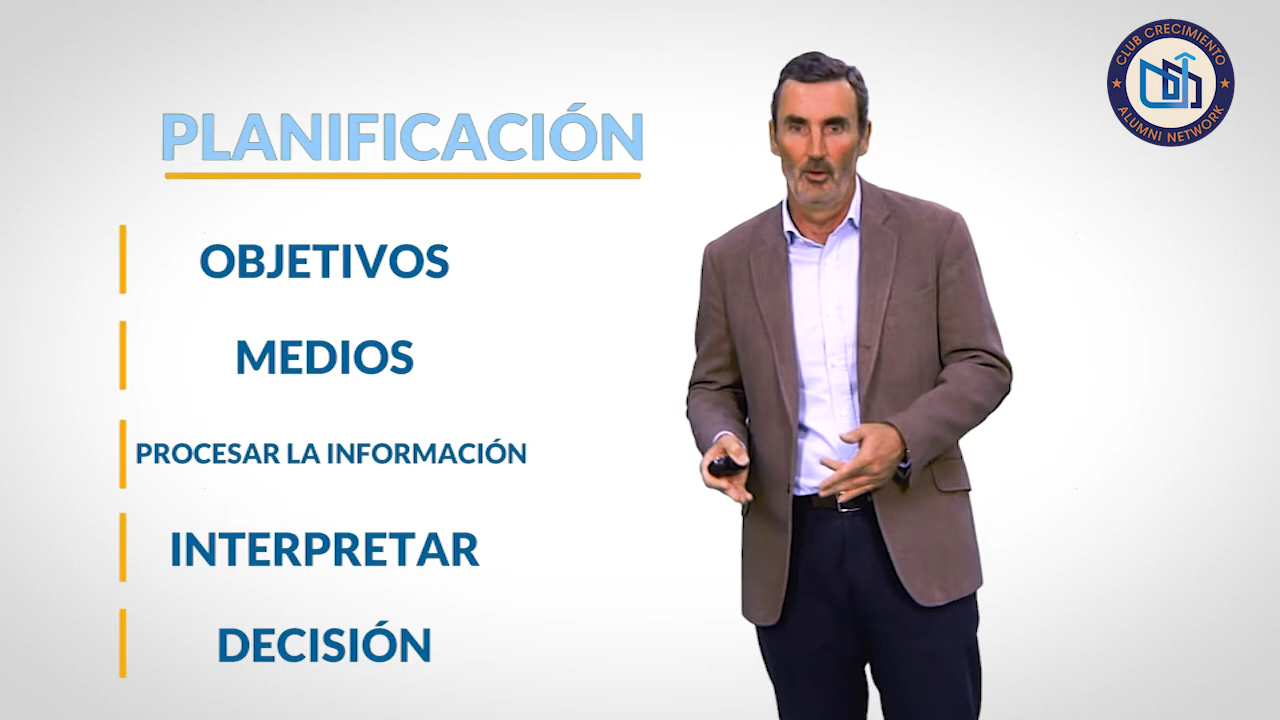 PLANIFICACIÓN
OBJETIVOS
MEDIOS
PROCESAR LA INFORMACIÓN
INTERPRETAR
DECISIÓN
CLUB CRECIMIENTO
ALUMNI NETWORK